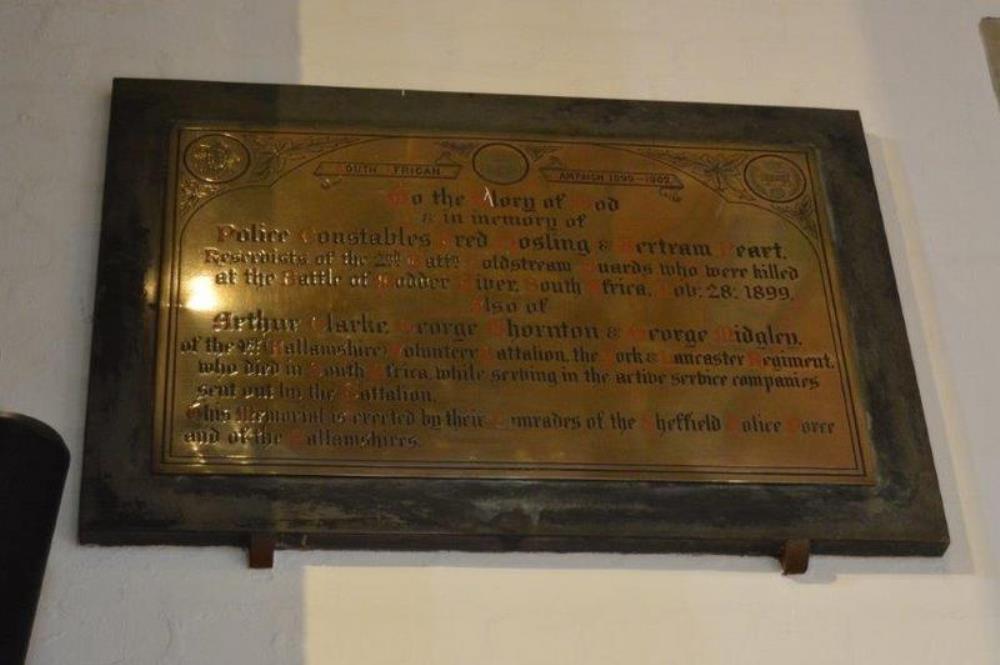 South African Campaign 1899-1902
To the Glory of God
& in memory of
Police Constables Fred Gosling & Bertram Peart,
Reservists of the 2nd Battn. Coldstream Guards who were killed
at the Battle of Modder River, South Africa, Nov: 28: 1899.
Also of
Arthur Clarke, George Thornton & George Midgley,
of the (Hallamshire) Volunteer Battalion, the York & Lancaster Regiment,
who died in South Africa, while serving in the active service companies
sent out by the Battalion.
This Memorial is erected by their Comrades of the Sheffield Police Force
and of the Hallamshires.